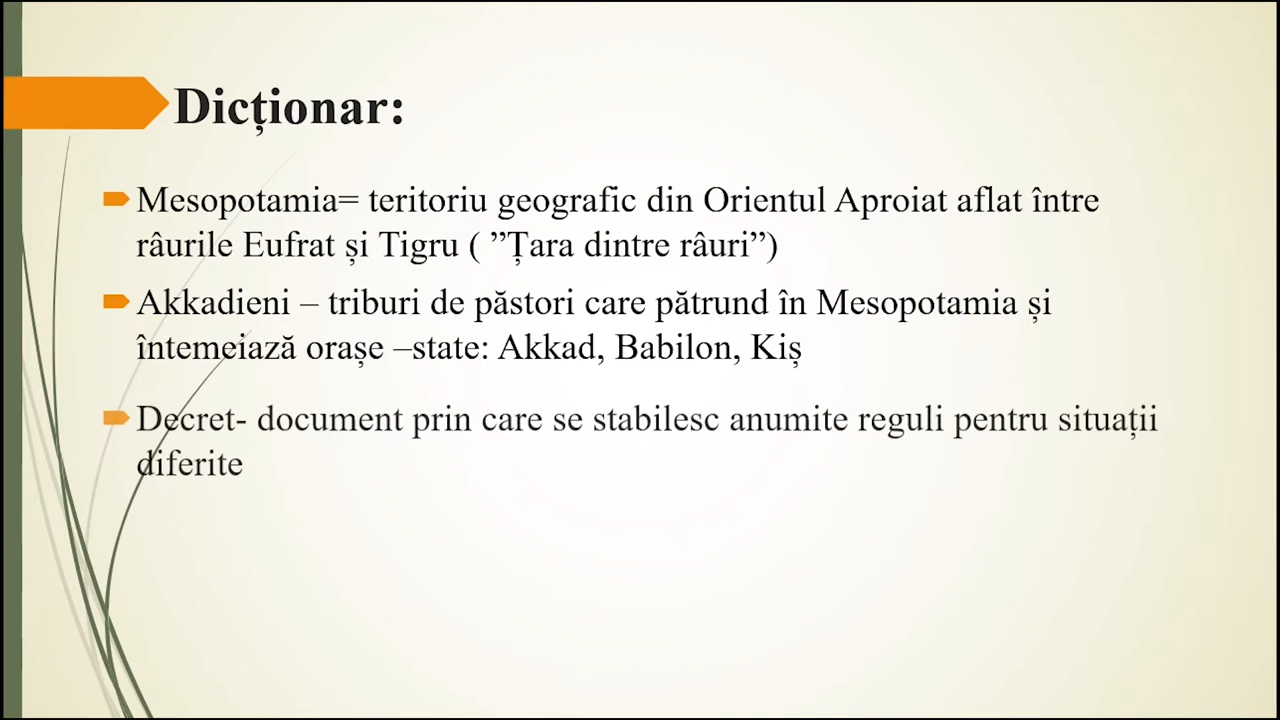 Dicționar:
Mesopotamia= teritoriu geografic din Orientul Aproiat aflat între
râurile Eufrat și Tigru ( ”Țara dintre râuri”)
Akkadieni – triburi de păstori care pătrund în Mesopotamia și
întemeiază orașe –state: Akkad, Babilon, Kiș
Decret- document prin care se stabilesc anumite reguli pentru situații
diferite